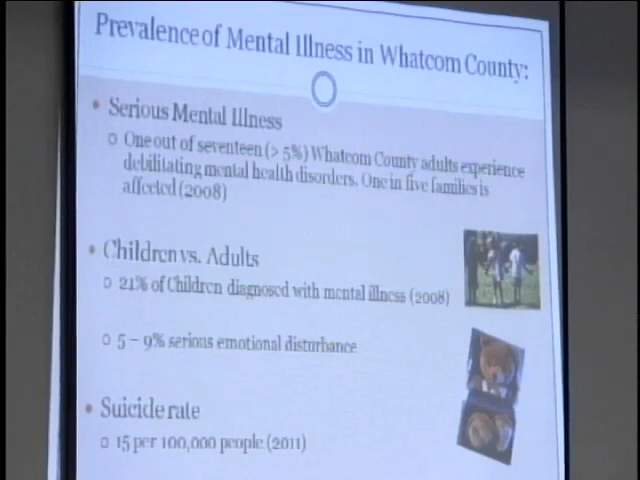 Prevalence of Mental Illness in Whatcom County:
• Serious Mental Illness
o One out of seventeen (> 5%) Whatcom County adults experience
debilitating mental health disorders. One in five families is
affected (2008)
• Children vs. Adults
o 21% of Children diagnosed with mental illness (2008)
o 5 – 9% serious emotional disturbance
• Suicide rate
o 15 per 100,000 people (2011)